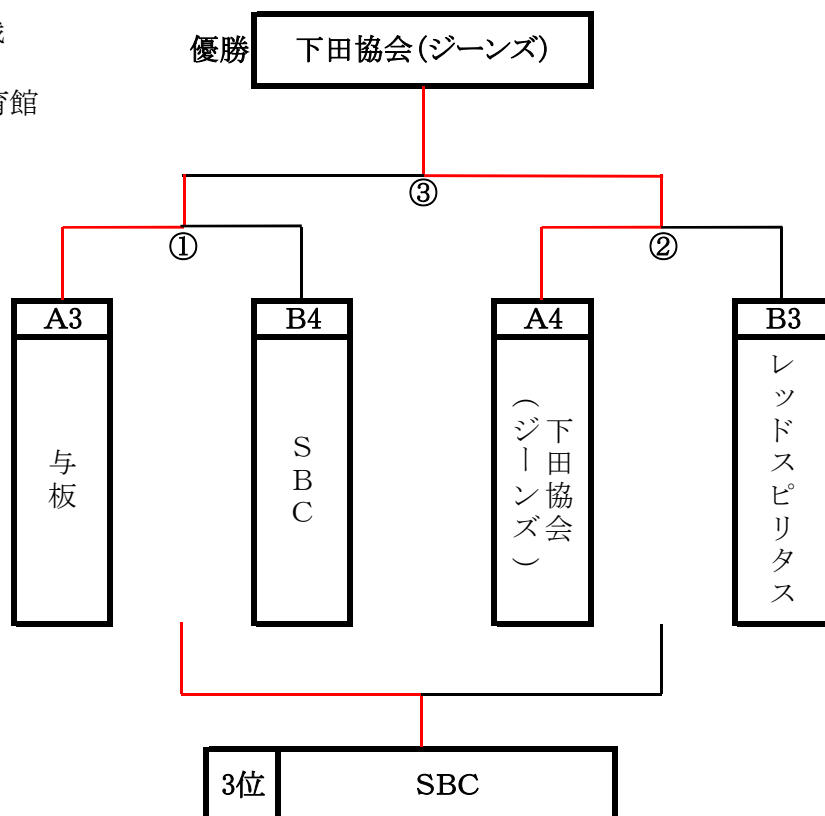 優勝 下田協会(ジーンズ)
育館
③
①
②
A3
B4
A4
B3
与板
SBC
下田協会
(ジーンズ)
レッドスピリタス
3位 SBC